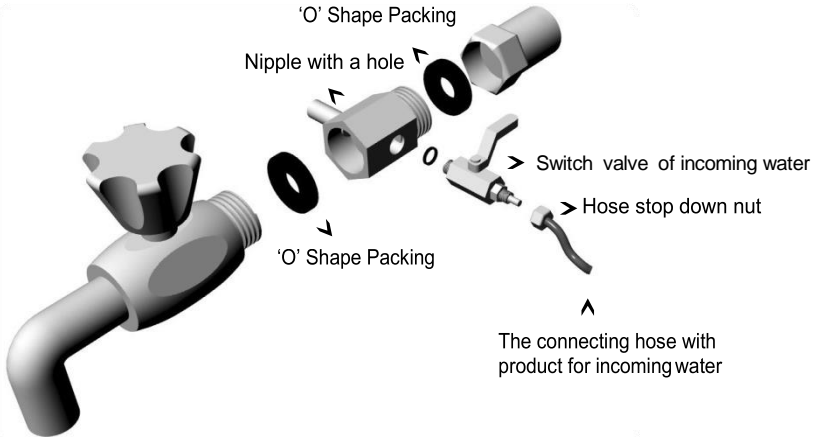 ‘O’ Shape Packing
Nipple with a hole
Switch valve of incoming water
Hose stop down nut
‘O’ Shape Packing
The connecting hose with
product for incoming water